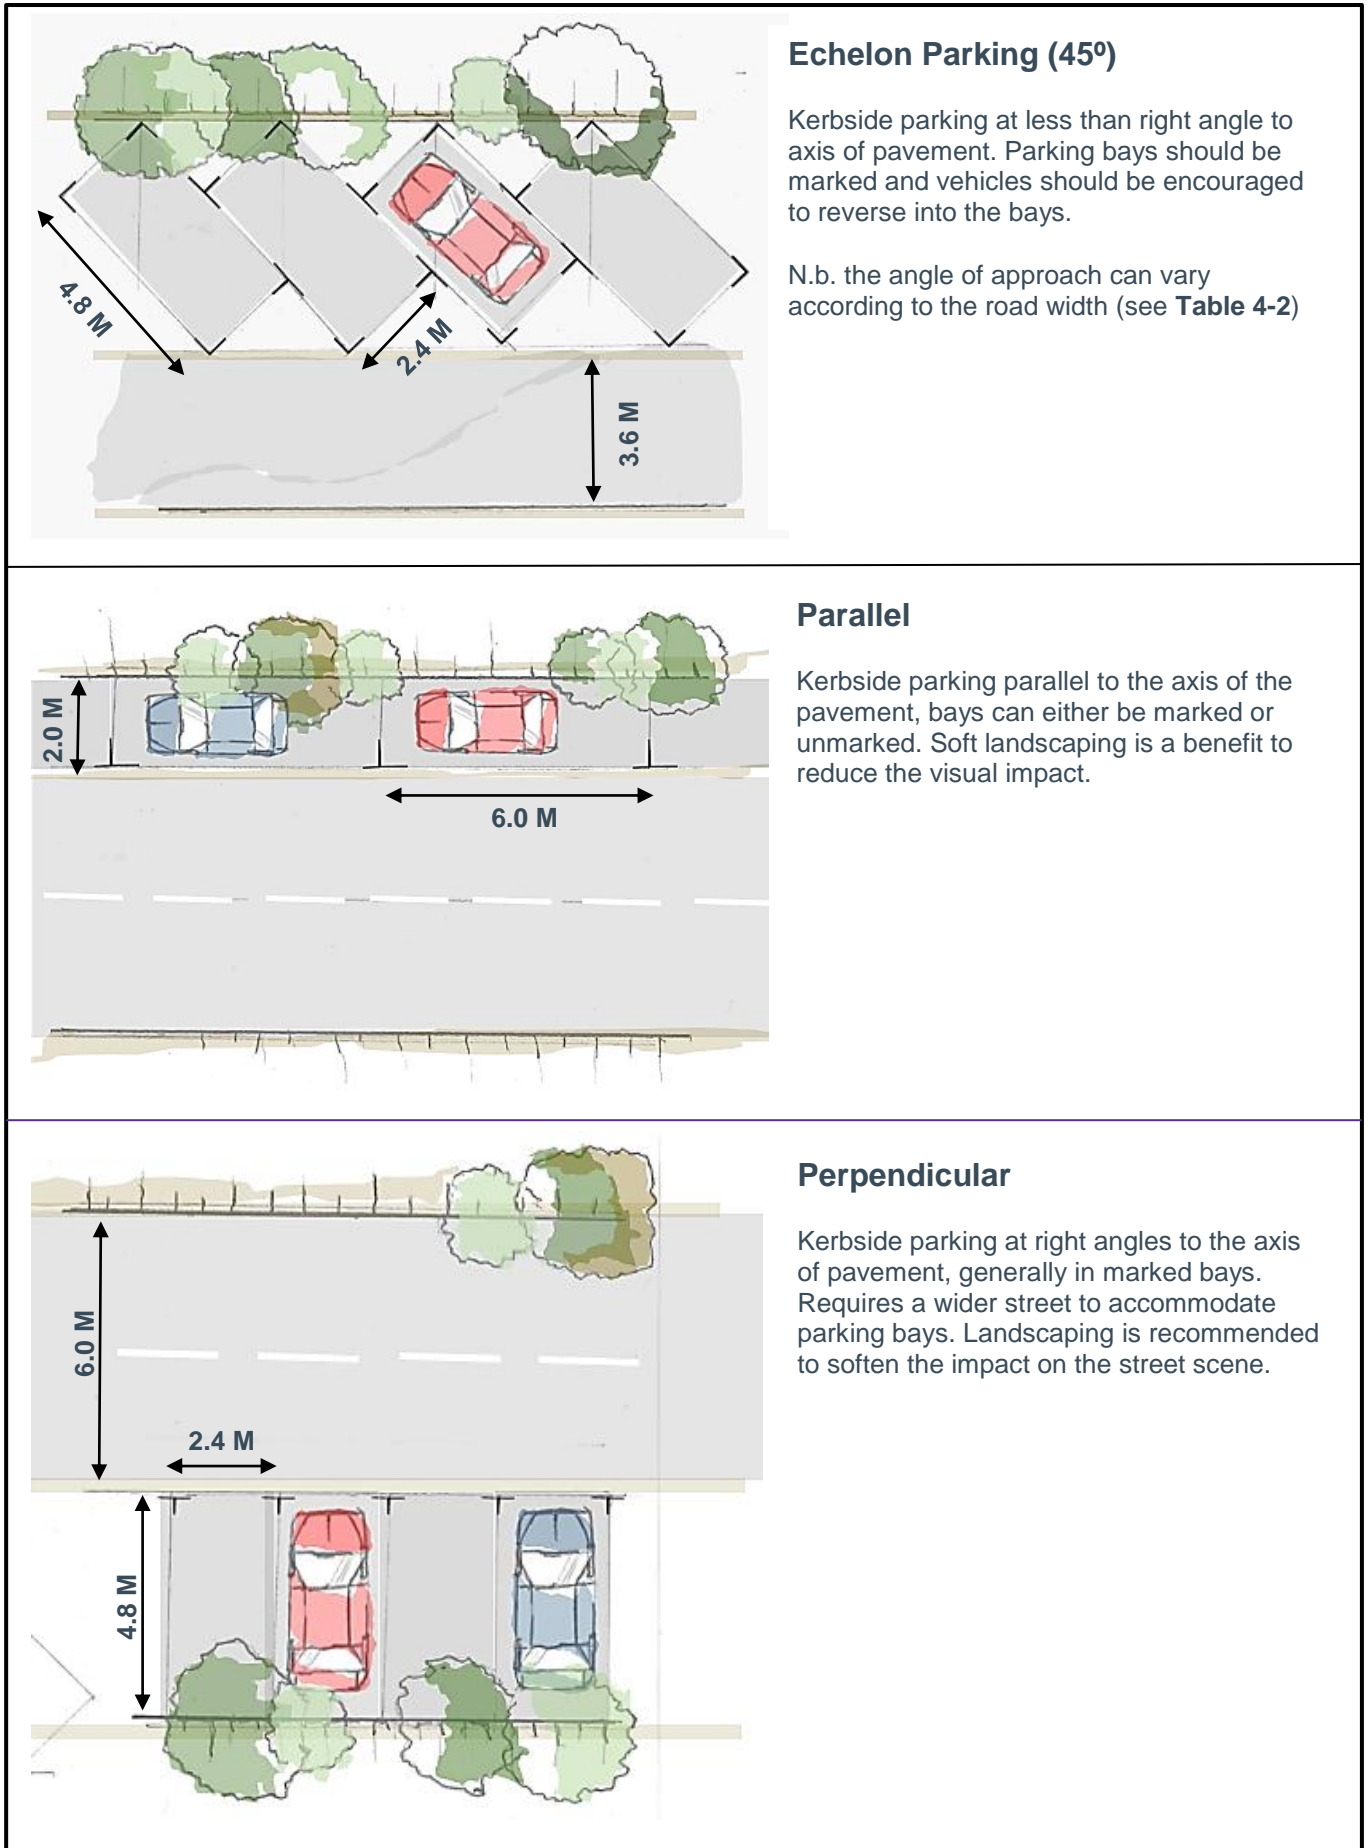 Echelon Parking (45º)
Kerbside parking at less than right angle to
axis of pavement. Parking bays should be
marked and vehicles should be encouraged
to reverse into the bays.
N.b. the angle of approach can vary
according to the road width (see Table 4-2)
4.8 M
2.4 M
3.6 M
Parallel
Kerbside parking parallel to the axis of the
pavement, bays can either be marked or
unmarked. Soft landscaping is a benefit to
reduce the visual impact.
2.0 M
6.0 M
Perpendicular
Kerbside parking at right angles to the axis
of pavement, generally in marked bays.
Requires a wider street to accommodate
parking bays. Landscaping is recommended
to soften the impact on the street scene.
6.0 M
2.4 M
4.8 M